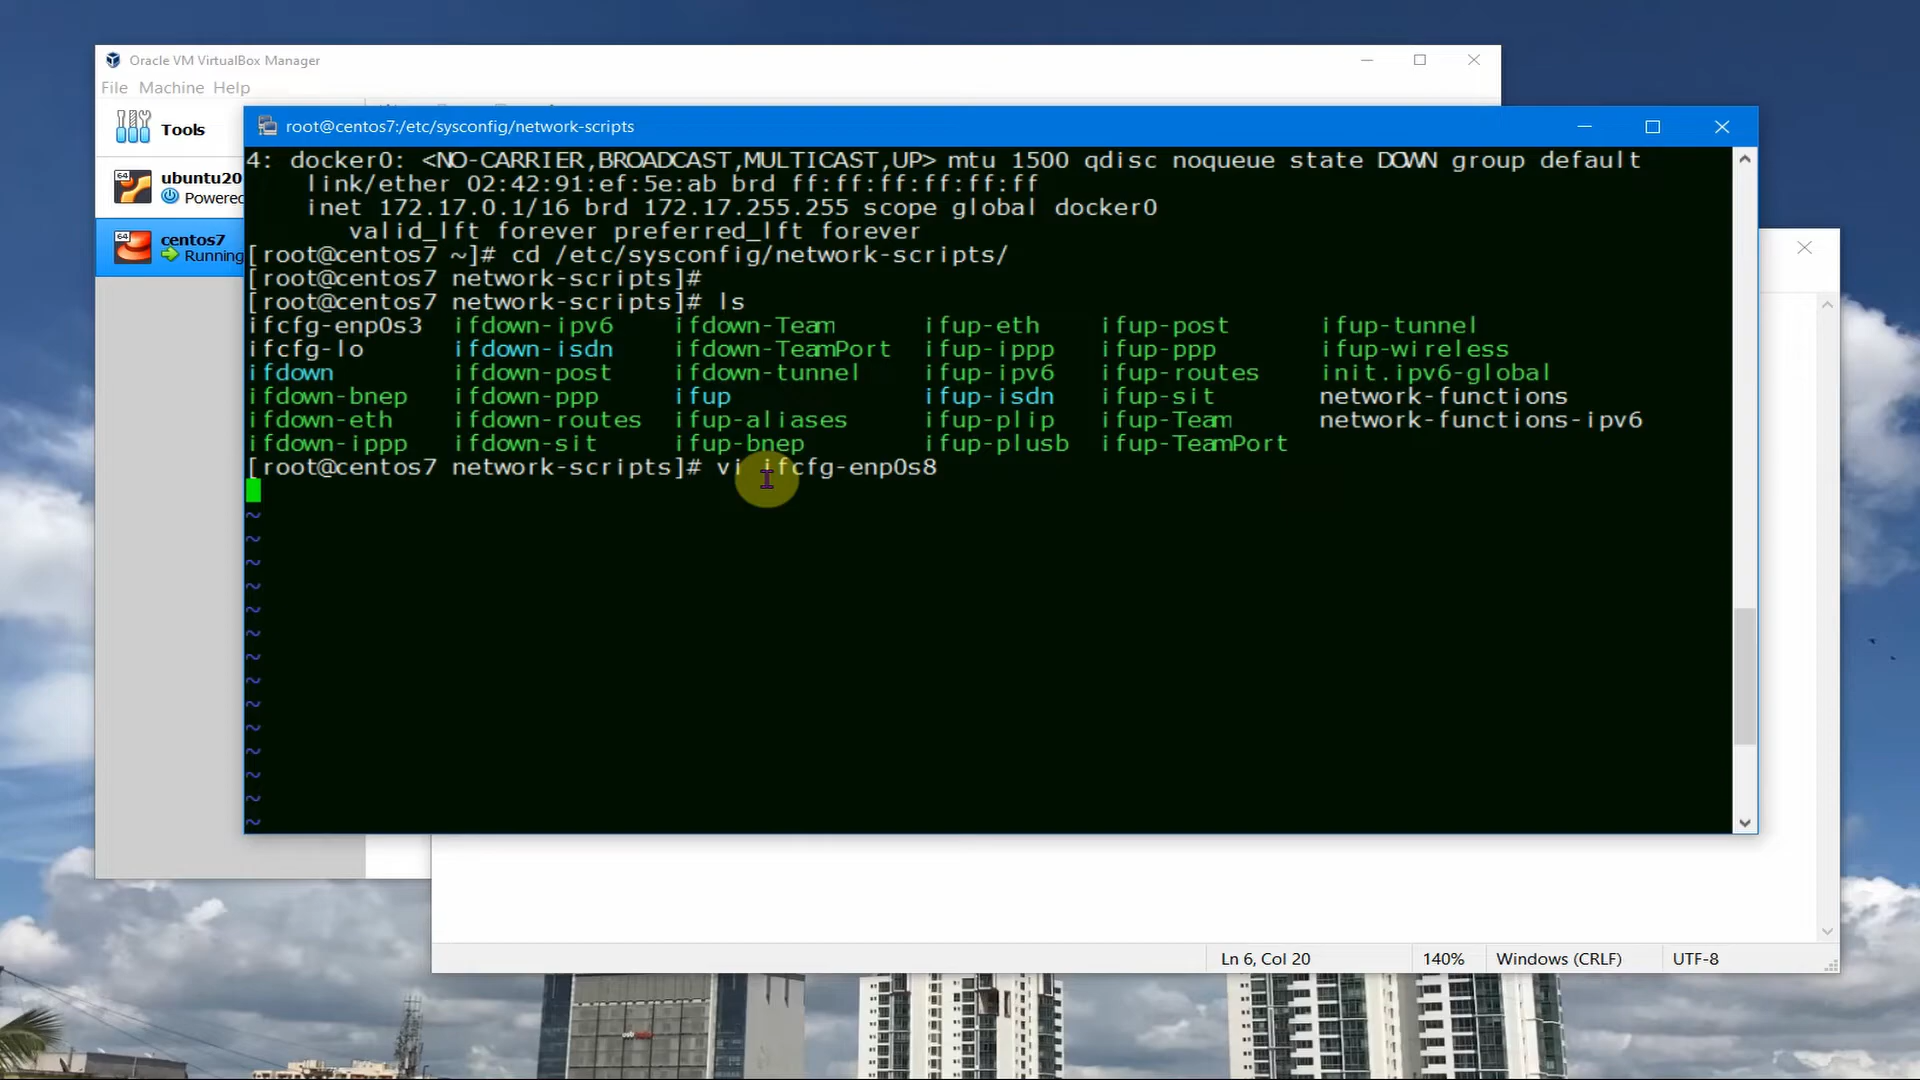 Oracle VM VirtualBox Manager
File Machine Help
Tools
ubuntu20
Powered
centos7
Running
root@centos7:/etc/sysconfig/network-scripts
4: docker0: <NO-CARRIER,BROADCAST,MULTICAST,UP> mtu 1500 qdisc noqueue state DOWN group default
link/ether 02:42:91:ef:5e:ab brd ff:ff:ff:ff:ff:ff
inet 172.17.0.1/16 brd 172.17.255.255 scope global docker0
valid_lft forever preferred_lft forever
[root@centos7 ~]# cd /etc/sysconfig/network-scripts/
[root@centos7 network-scripts]#
[root@centos7 network-scripts]# ls
ifcfg-enp0s3 ifdown-ipv6 ifdown-Team ifup-eth ifup-post ifup-tunnel
ifcfg-lo ifdown-isdn ifdown-TeamPort ifup-ippp ifup-ppp ifup-wireless
ifdown ifdown-post ifdown-tunnel ifup-ipv6 ifup-routes init.ipv6-global
ifdown-bnep ifdown-ppp ifup ifup-isdn ifup-sit network-functions
ifdown-eth ifdown-routes ifup-aliases ifup-plip ifup-Team network-functions-ipv6
ifdown-ippp ifdown-sit ifup-bnep ifup-plusb ifup-TeamPort
[root@centos7 network-scripts]# vi ifcfg-enp0s8
~
~
~
~
~
~
~
~
~
~
~
~
~
~
Ln 6, Col 20 140% Windows (CRLF) UTF-8